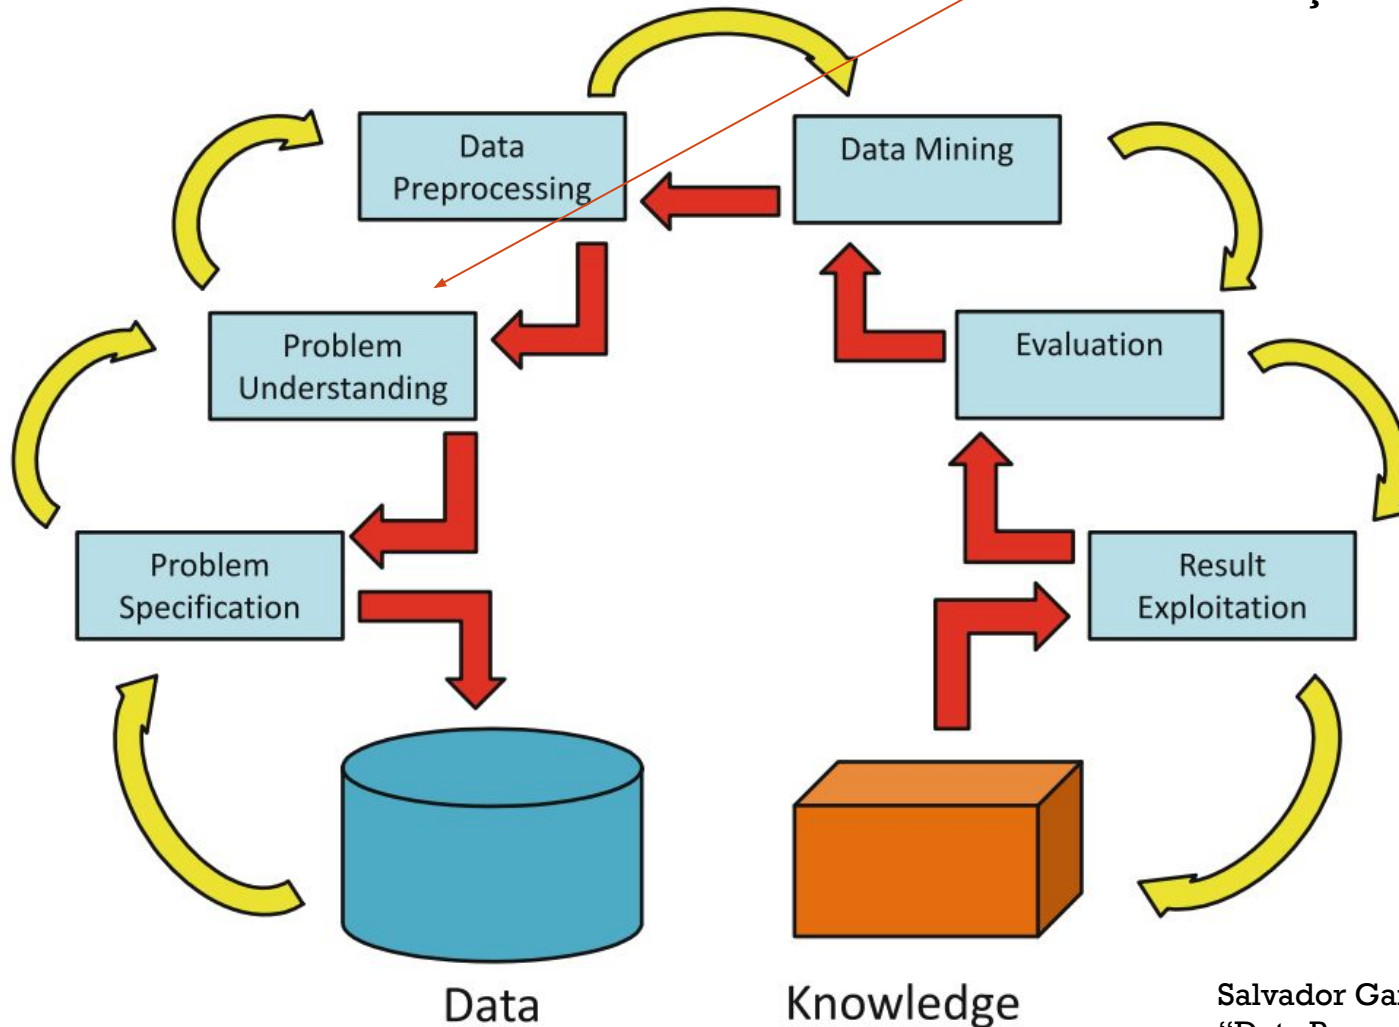 Data
Preprocessing
Data Mining
Problem
Understanding
Evaluation
Problem
Specification
Result
Exploitation
Data
Knowledge
Salvador